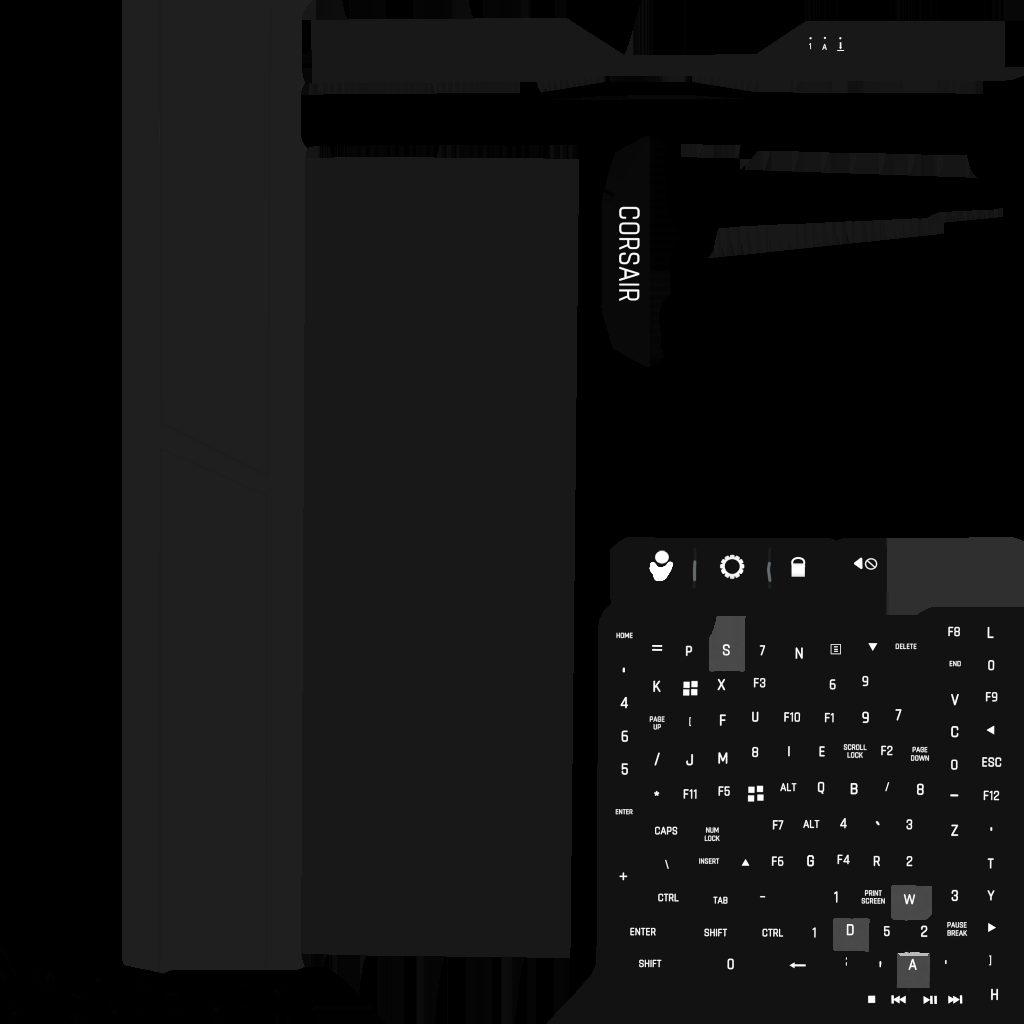 1 A
CORSAIR
HOME = P S 7 N DELETE F8 L
' K X F3 6 9 END 0
4 PAGE UP [ F U F10 F1 9 7 V F9
6 / J M 8 I E SCROLL LOCK F2 PAGE DOWN C
5 * F11 F5 ALT Q B / 8 0 ESC
ENTER CAPS NUM LOCK F7 ALT 4 ` 3 - F12
\ INSERT F6 G F4 R 2 Z '
+ CTRL TAB - 1 PRINT SCREEN W 3 T
ENTER SHIFT CTRL 1 D 5 2 PAUSE BREAK Y
SHIFT 0 ← ; ' A ' ]
H